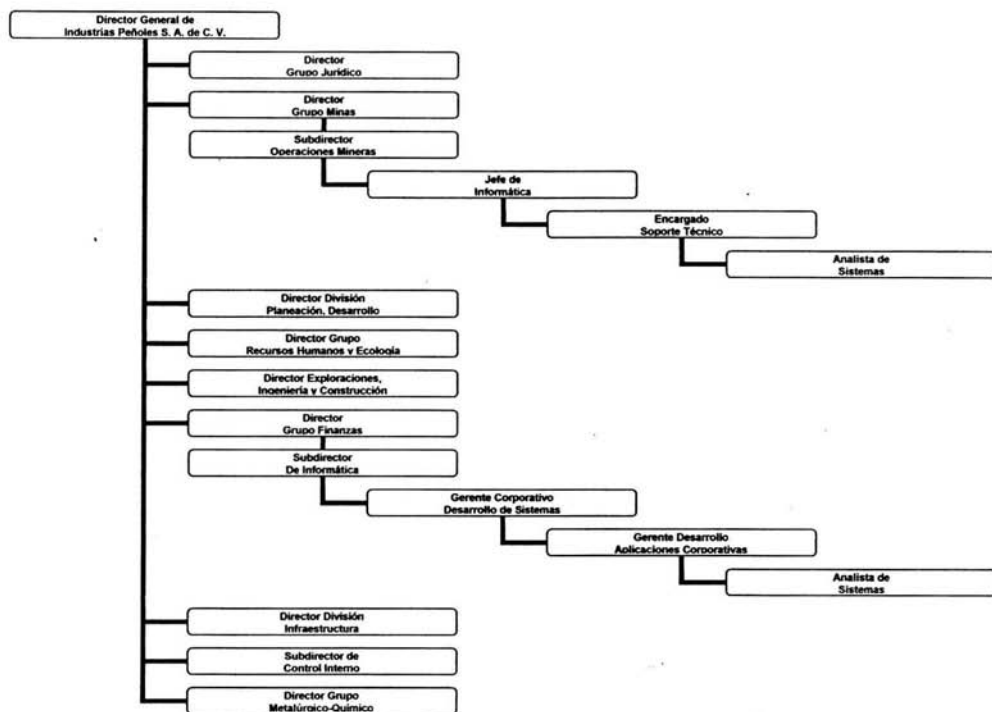 Director General de
Industrias Peñoles S. A. de C. V.
Director
Grupo Jurídico
Director
Grupo Minas
Subdirector
Operaciones Mineras
Jefe de
Informática
Encargado
Soporte Técnico
Analista de
Sistemas
Director División
Planeación, Desarrollo
Director Grupo
Recursos Humanos y Ecología
Director Exploraciones,
Ingeniería y Construcción
Director
Grupo Finanzas
Subdirector
De Informática
Gerente Corporativo
Desarrollo de Sistemas
Gerente Desarrollo
Aplicaciones Corporativas
Analista de
Sistemas
Director División
Infraestructura
Subdirector de
Control Interno
Director Grupo
Metalúrgico-Químico